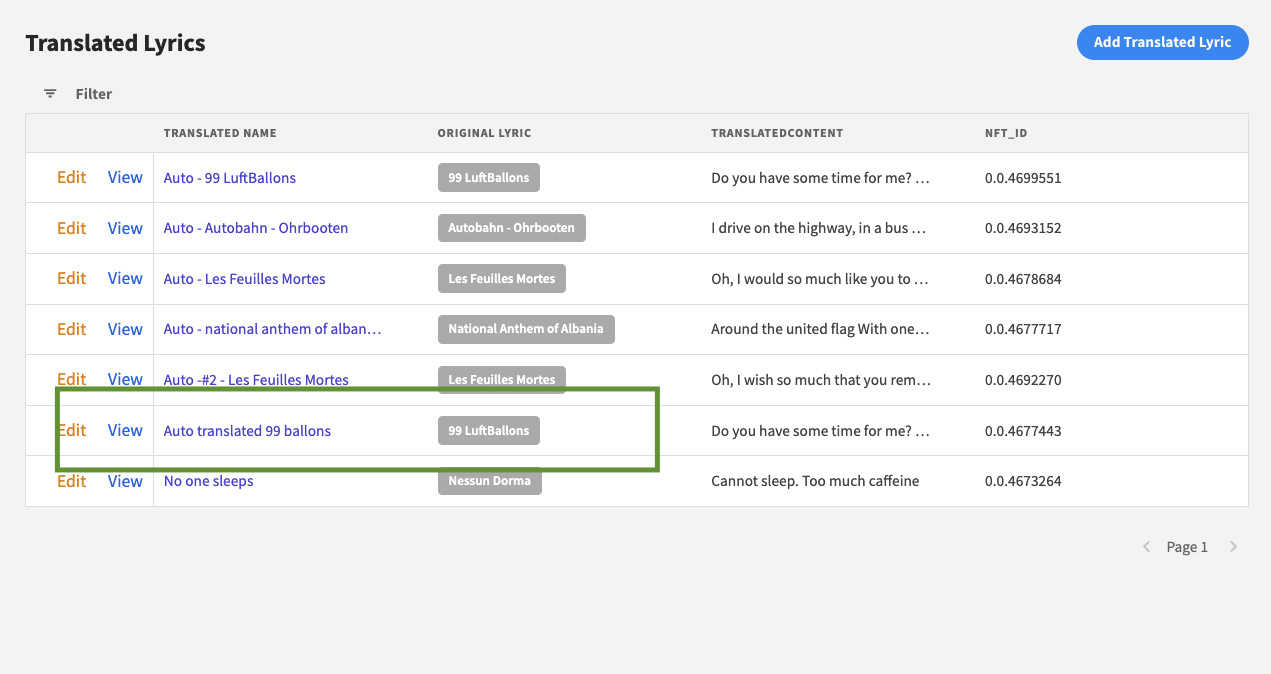 Translated Lyrics
Add Translated Lyric
Filter
TRANSLATED NAME ORIGINAL LYRIC TRANSLATEDCONTENT NFT_ID
Edit View Auto - 99 LuftBallons 99 LuftBallons Do you have some time for me? … 0.0.4699551
Edit View Auto - Autobahn - Ohrbooten Autobahn - Ohrbooten I drive on the highway, in a bus … 0.0.4693152
Edit View Auto - Les Feuilles Mortes Les Feuilles Mortes Oh, I would so much like you to … 0.0.4678684
Edit View Auto - national anthem of alban… National Anthem of Albania Around the united flag With one… 0.0.4677717
Edit View Auto -#2 - Les Feuilles Mortes Les Feuilles Mortes Oh, I wish so much that you rem… 0.0.4692270
Edit View Auto translated 99 ballons 99 LuftBallons Do you have some time for me? … 0.0.4677443
Edit View No one sleeps Nessun Dorma Cannot sleep. Too much caffeine 0.0.4673264
Page 1